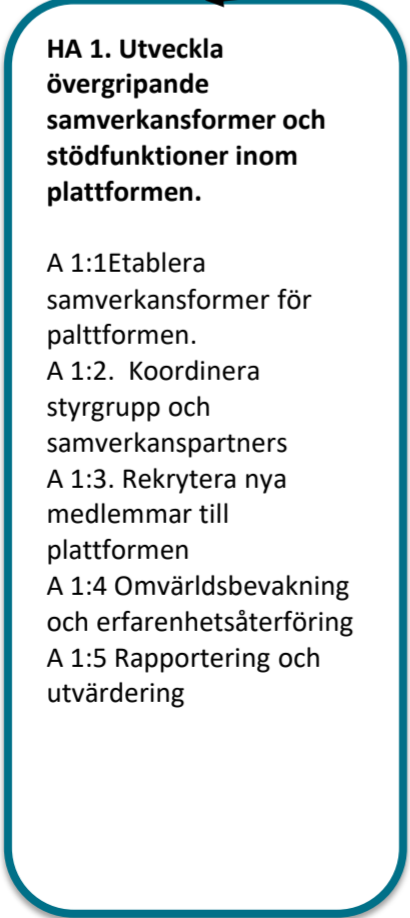 HA 1. Utveckla
övergripande
samverkansformer och
stödfunktioner inom
plattformen.
A 1:1Etablera
samverkansformer för
palttformen.
A 1:2.  Koordinera
styrgrupp och
samverkanspartners
A 1:3. Rekrytera nya
medlemmar till
plattformen
A 1:4 Omvärldsbevakning
och erfarenhetsåterföring
A 1:5 Rapportering och
utvärdering